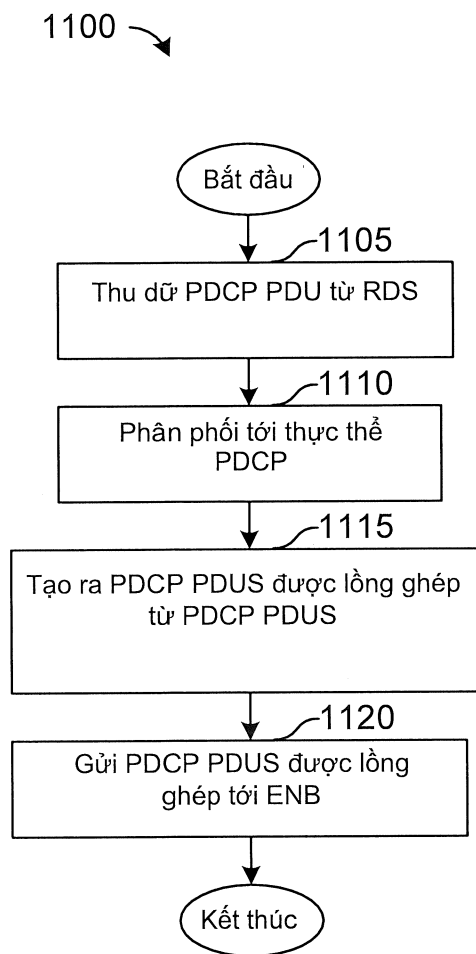 1100
Bắt đầu
1105
Thu dữ PDCP PDU từ RDS
1110
Phân phối tới thực thể
PDCP
1115
Tạo ra PDCP PDUS được lồng ghép
từ PDCP PDUS
1120
Gửi PDCP PDUS được lồng
ghép tới ENB
Kết thúc